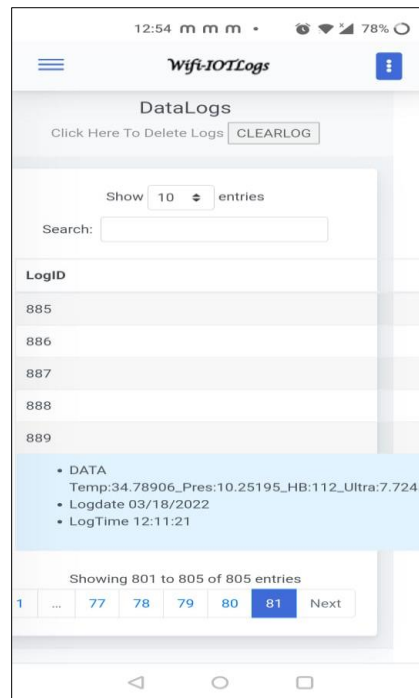 12:54 m m m • 78%
Wifi-IOTLogs
DataLogs
Click Here To Delete Logs CLEARLOG
Show 10 entries
Search:
LogID
885
886
887
888
889
• DATA
Temp:34.78906_Pres:10.25195_HB:112_Ultra:7.724
• Logdate 03/18/2022
• LogTime 12:11:21
Showing 801 to 805 of 805 entries
1 ... 77 78 79 80 81 Next